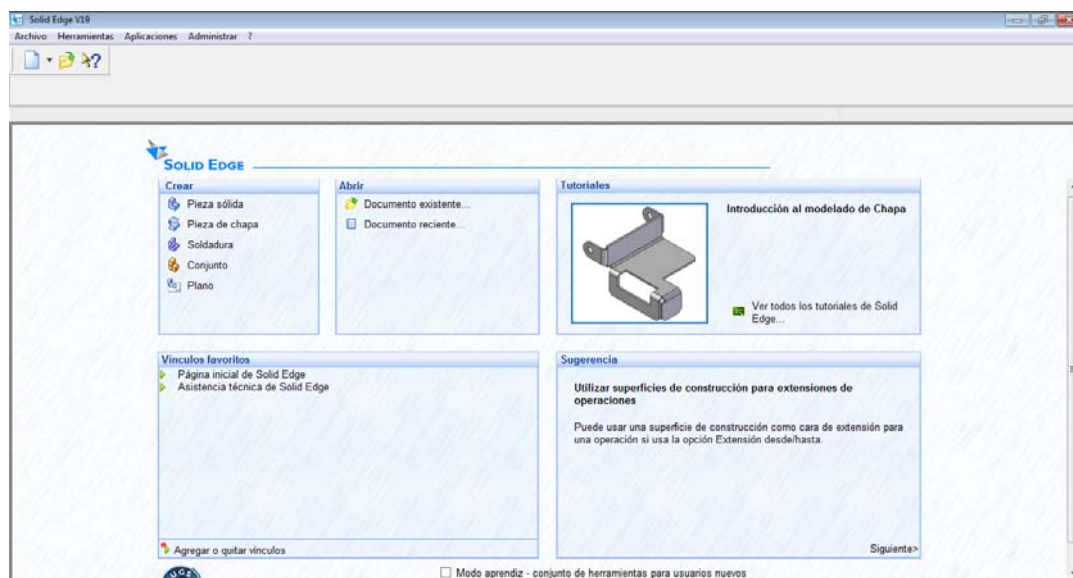 Solid Edge V19
Archivo Herramientas Aplicaciones Administrar ?
SOLID EDGE
Crear
Pieza sólida
Pieza de chapa
Soldadura
Conjunto
Plano
Abrir
Documento existente...
Documento reciente...
Tutoriales
Introducción al modelado de Chapa
Ver todos los tutoriales de Solid
Edge...
Vínculos favoritos
Página inicial de Solid Edge
Asistencia técnica de Solid Edge
Agregar o quitar vínculos
Sugerencia
Utilizar superficies de construcción para extensiones de
operaciones
Puede usar una superficie de construcción como cara de extensión para
una operación si usa la opción Extensión desde/hasta.
Siguiente>
UGS
Modo aprendiz - conjunto de herramientas para usuarios nuevos